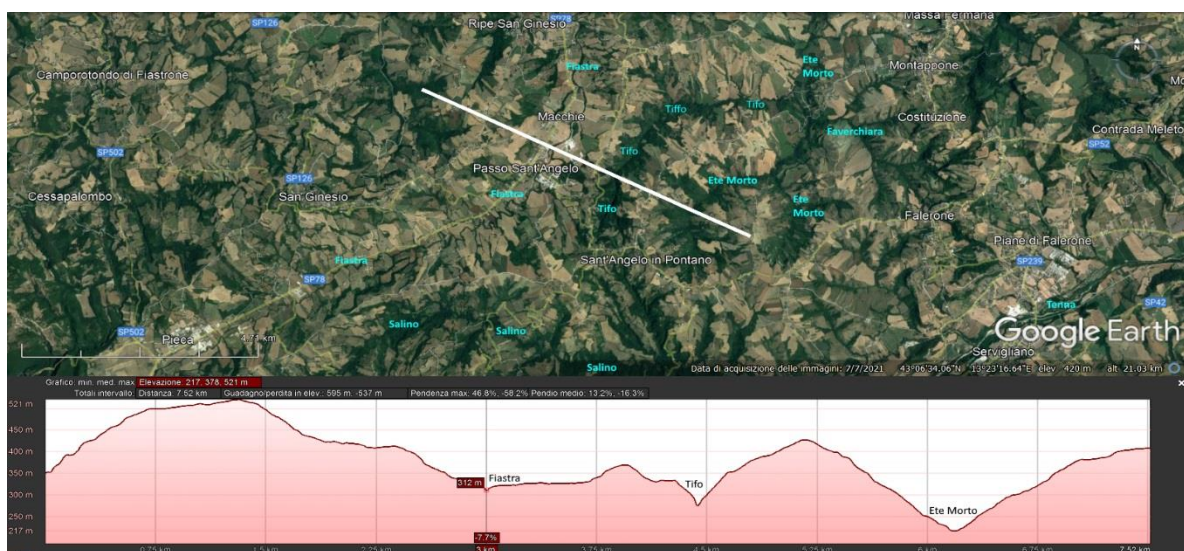 SP126
Ripe San Ginesio
SP78
Massa Fermana
N
Camporotondo di Fiastrone
Fiastra
Ete
Morto
Montappone
Mo
Macchie
Tiffo
Tifo
Costituzione
SP502
Tifo
Faverchiara
Contrada Meleto
SP52
Passo Sant'Angelo
Cessapalombo
SP126
San Ginesio
Fiastra
Ete Morto
Tifo
Ete
Morto
Falerone
Piane di Falerone
Fiastra
Sant'Angelo in Pontano
SP239
SP78
Tenna
SP42
Salino
Salino
SP502
Pieca
4,71 km
Google Earth
Servigliano
Salino
Data di acquisizione delle immagini: 7/7/2021 43°06'34.06"N 13°23'16.64"E elev 420 m alt 21.03 km
Grafico: min. med. max Elevazione: 217, 378, 521 m
Totali intervallo: Distanza: 7.52 km Guadagno/perdita in elev.: 595 m, -537 m Pendenza max: 46.8%, -58.2% Pendio medio: 13.2%, -16.3%
521 m
450 m
400 m
350 m
300 m
250 m
217 m
312 m
Fiastra
Tifo
Ete Morto
-7.7%
0.75 km 1.5 km 2.25 km 3 km 3.75 km 4.5 km 5.25 km 6 km 6.75 km 7.52 km